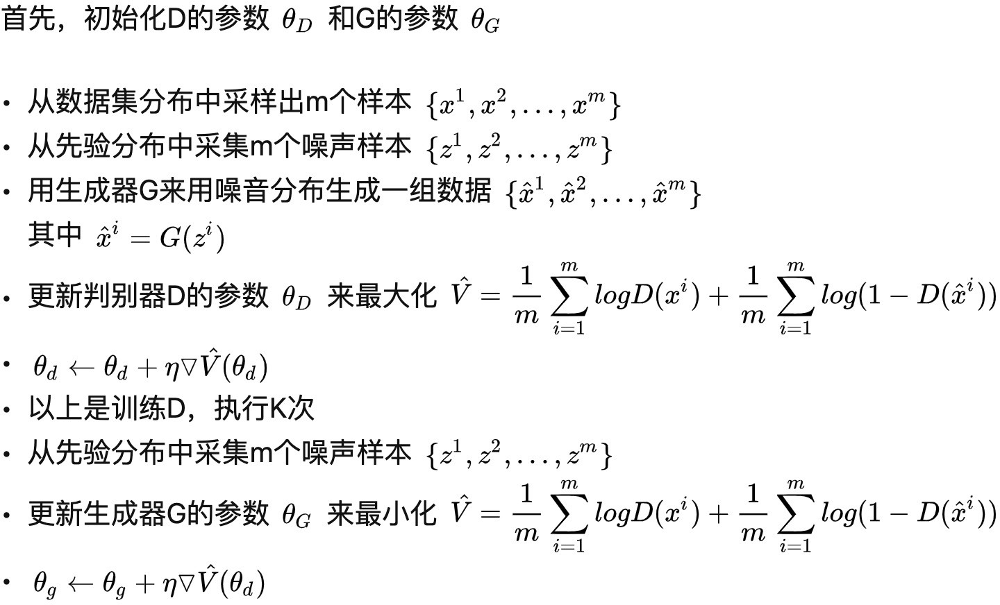 首先，初始化D的参数 $\theta_D$ 和G的参数 $\theta_G$
· 从数据集分布中采样出m个样本 $\{x^1, x^2, \ldots, x^m\}$
· 从先验分布中采集m个噪声样本 $\{z^1, z^2, \ldots, z^m\}$
· 用生成器G来用噪音分布生成一组数据 $\{\hat{x}^1, \hat{x}^2, \ldots, \hat{x}^m\}$
其中 $\hat{x}^i = G(z^i)$
· 更新判别器D的参数 $\theta_D$ 来最大化 $\hat{V} = \frac{1}{m}\sum_{i=1}^{m} logD(x^i) + \frac{1}{m}\sum_{i=1}^{m} log(1 - D(\hat{x}^i))$
· $\theta_d \leftarrow \theta_d + \eta \triangledown \hat{V}(\theta_d)$
· 以上是训练D，执行K次
· 从先验分布中采集m个噪声样本 $\{z^1, z^2, \ldots, z^m\}$
· 更新生成器G的参数 $\theta_G$ 来最小化 $\hat{V} = \frac{1}{m}\sum_{i=1}^{m} logD(x^i) + \frac{1}{m}\sum_{i=1}^{m} log(1 - D(\hat{x}^i))$
· $\theta_g \leftarrow \theta_g + \eta \triangledown \hat{V}(\theta_d)$